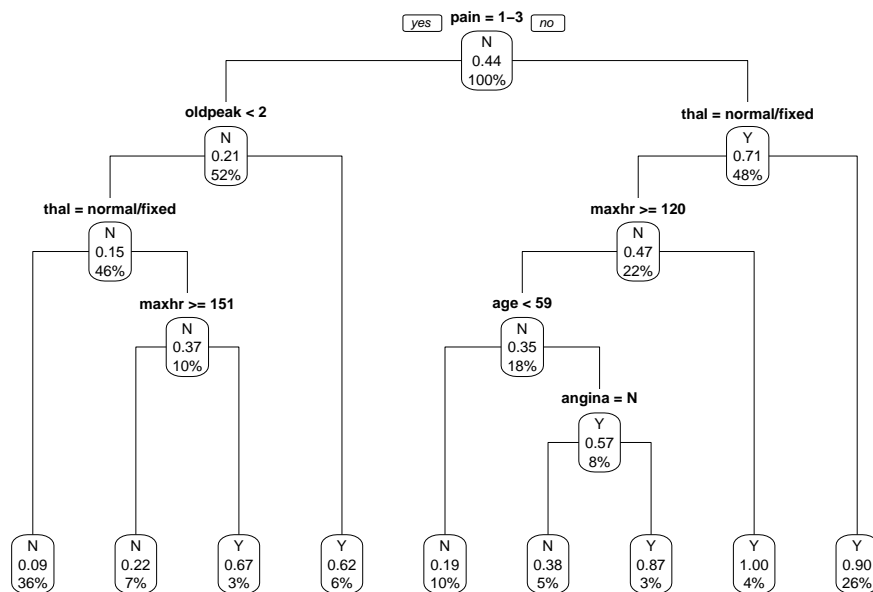 pain = 1−3
yes
no
N
0.44
100%
oldpeak < 2
thal = normal/fixed
N
0.21
52%
Y
0.71
48%
thal = normal/fixed
maxhr >= 120
N
0.15
46%
N
0.47
22%
maxhr >= 151
age < 59
N
0.37
10%
N
0.35
18%
angina = N
Y
0.57
8%
N
0.09
36%
N
0.22
7%
Y
0.67
3%
Y
0.62
6%
N
0.19
10%
N
0.38
5%
Y
0.87
3%
Y
1.00
4%
Y
0.90
26%